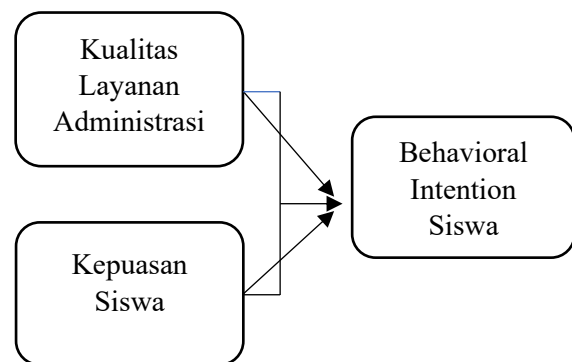 Kualitas
Layanan
Administrasi
Behavioral
Intention
Siswa
Kepuasan
Siswa